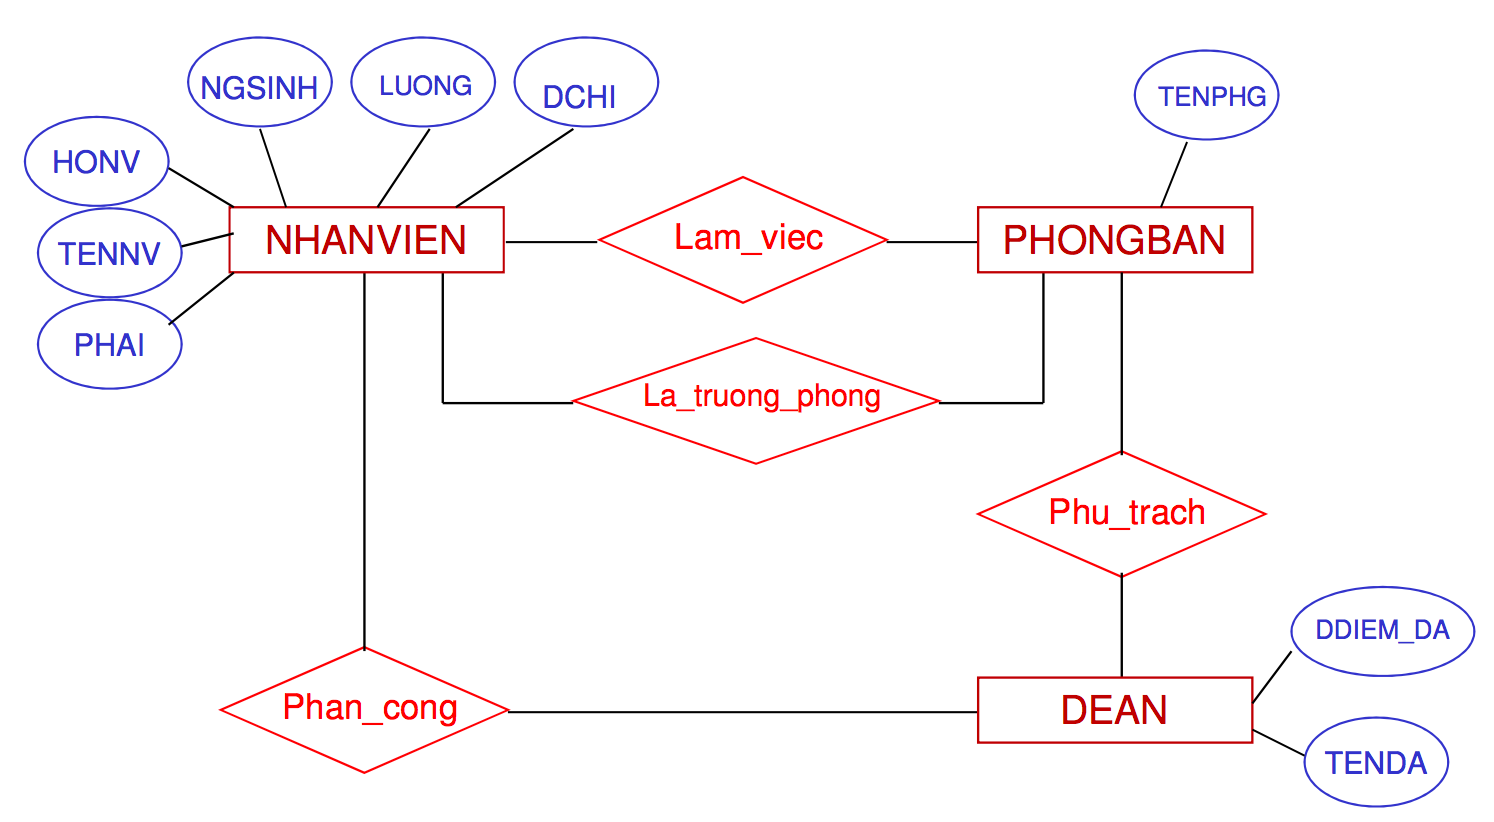 NGSINH
LUONG
DCHI
TENPHG
HONV
TENNV
PHAI
NHANVIEN
Lam_viec
PHONGBAN
La_truong_phong
Phu_trach
Phan_cong
DEAN
DDIEM_DA
TENDA